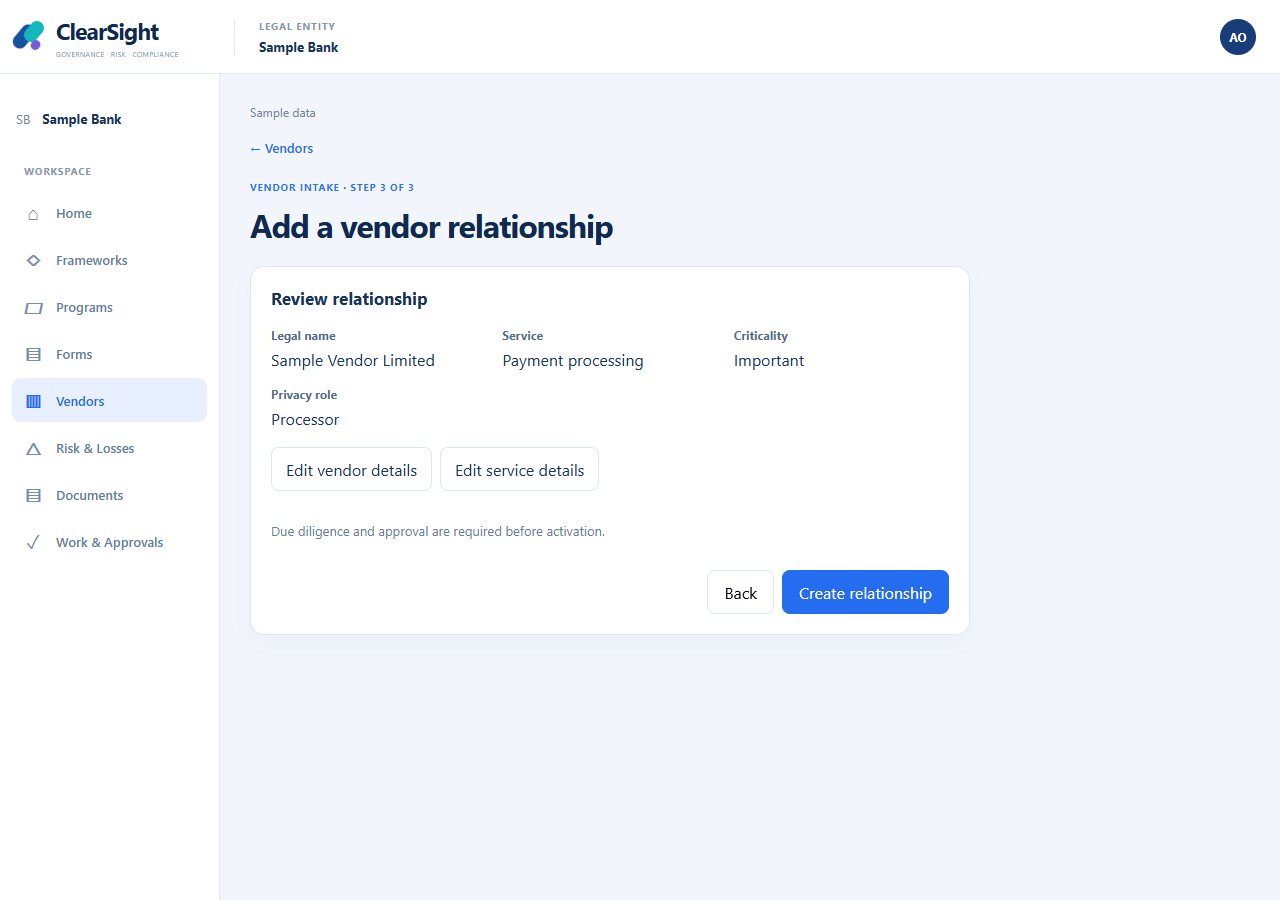 ClearSight
GOVERNANCE · RISK · COMPLIANCE
LEGAL ENTITY
Sample Bank
AO
SB Sample Bank
WORKSPACE
Home
Frameworks
Programs
Forms
Vendors
Risk & Losses
Documents
Work & Approvals
Sample data
← Vendors
VENDOR INTAKE · STEP 3 OF 3
Add a vendor relationship
Review relationship
Legal name
Sample Vendor Limited
Service
Payment processing
Criticality
Important
Privacy role
Processor
Edit vendor details
Edit service details
Due diligence and approval are required before activation.
Back
Create relationship